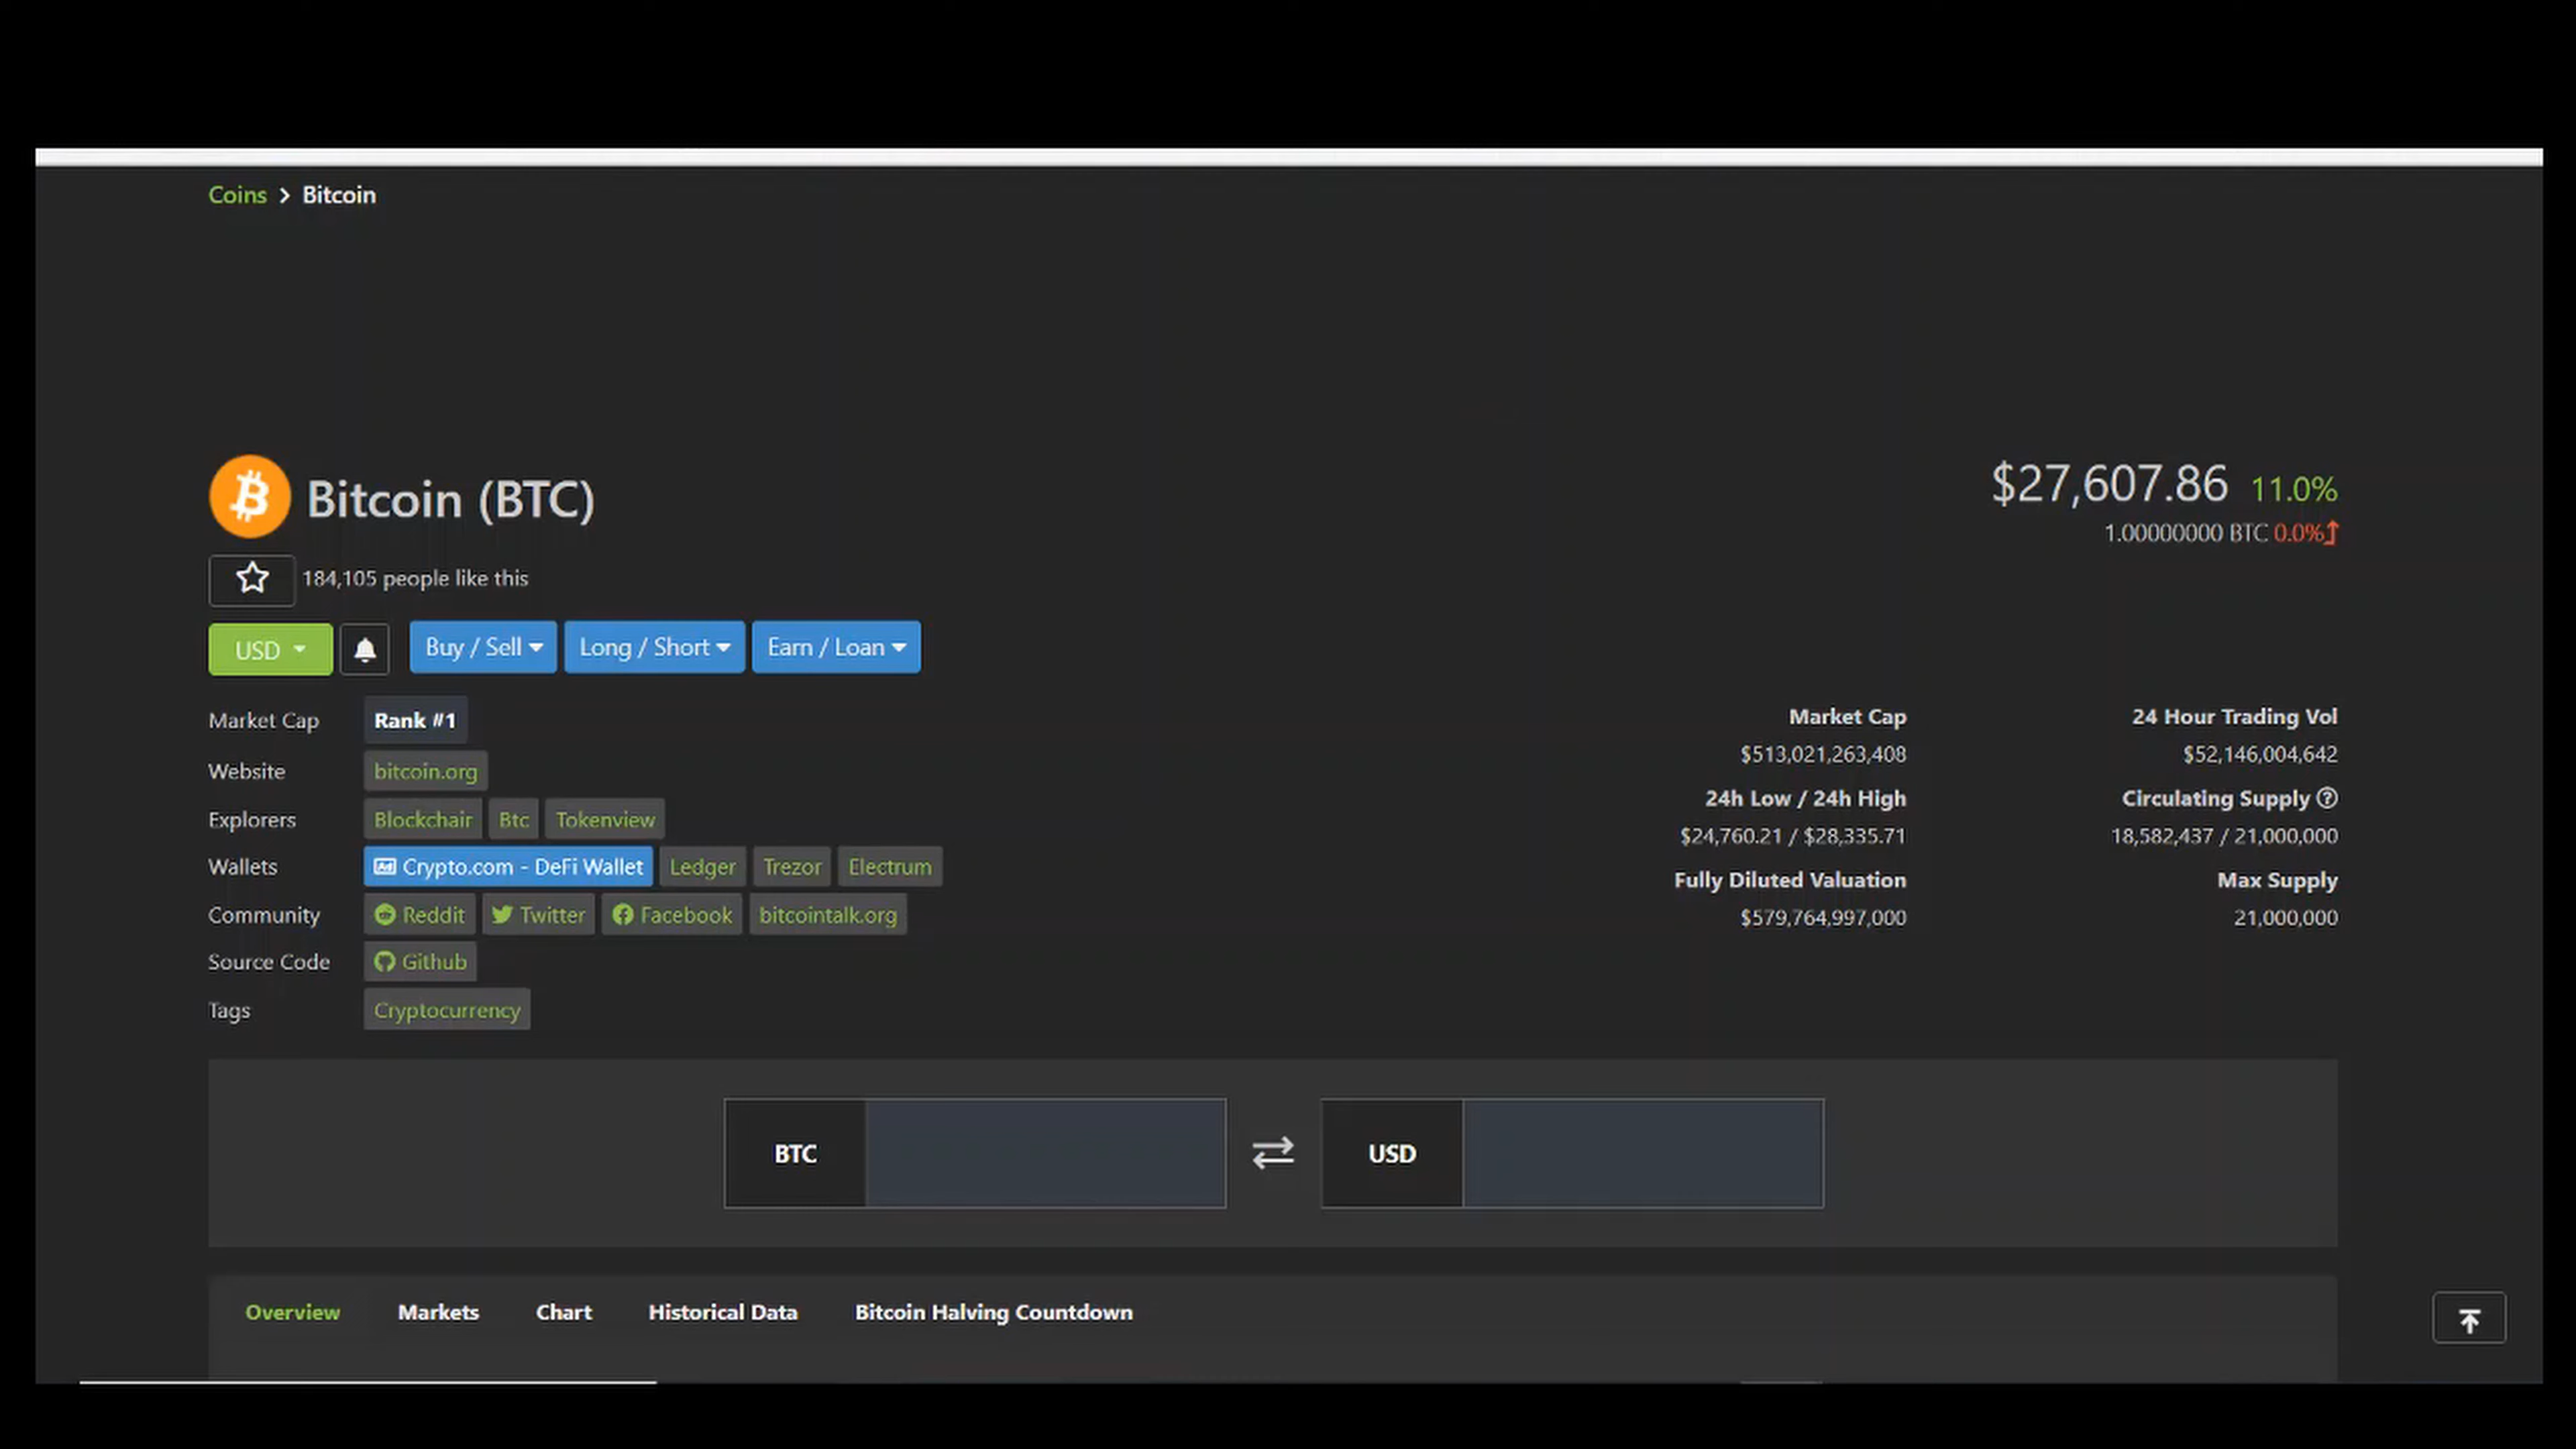 Coins > Bitcoin
Bitcoin (BTC)
$27,607.86 11.0%
1.00000000 BTC 0.0%
184,105 people like this
USD Buy / Sell Long / Short Earn / Loan
Market Cap Rank #1
Website bitcoin.org
Explorers Blockchair Btc Tokenview
Wallets Ad Crypto.com - DeFi Wallet Ledger Trezor Electrum
Community Reddit Twitter Facebook bitcointalk.org
Source Code Github
Tags Cryptocurrency
Market Cap
$513,021,263,408
24h Low / 24h High
$24,760.21 / $28,335.71
Fully Diluted Valuation
$579,764,997,000
24 Hour Trading Vol
$52,146,004,642
Circulating Supply ?
18,582,437 / 21,000,000
Max Supply
21,000,000
BTC USD
Overview Markets Chart Historical Data Bitcoin Halving Countdown